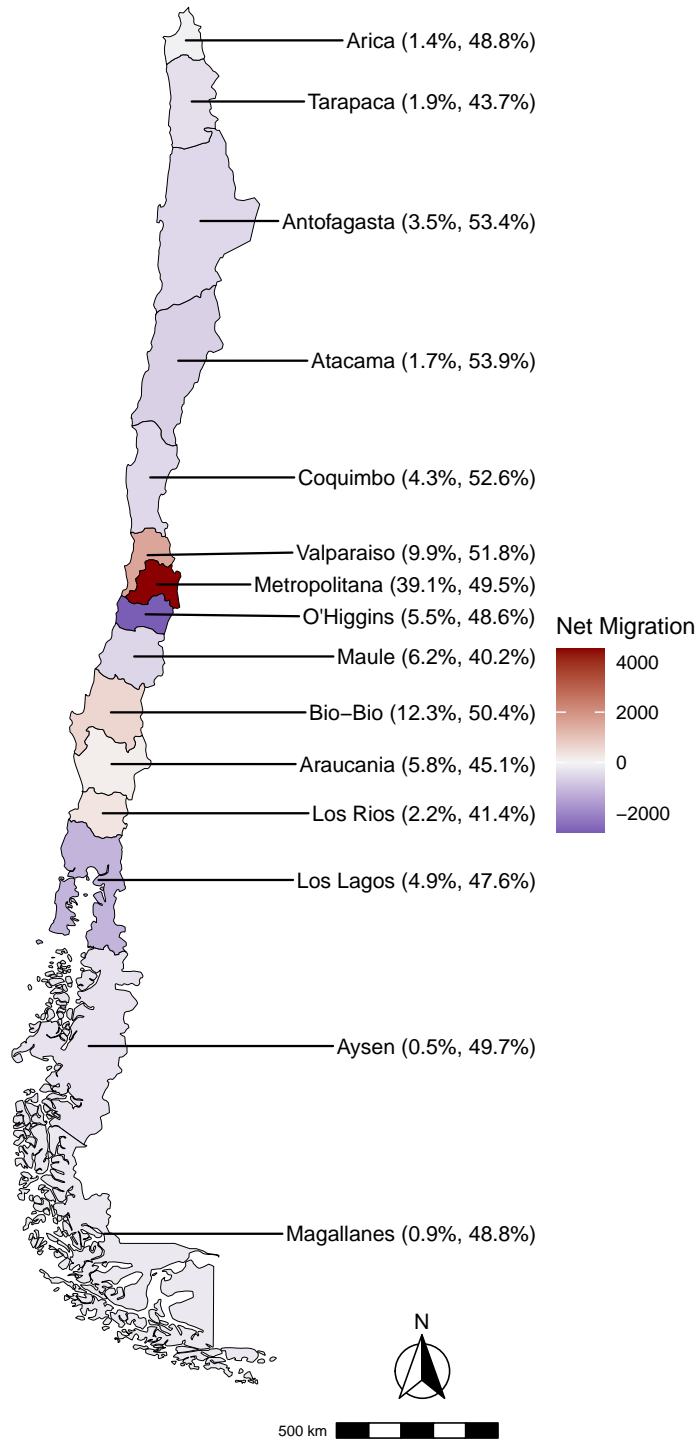 Arica (1.4%, 48.8%)
Tarapaca (1.9%, 43.7%)
Antofagasta (3.5%, 53.4%)
Atacama (1.7%, 53.9%)
Coquimbo (4.3%, 52.6%)
Valparaiso (9.9%, 51.8%)
Metropolitana (39.1%, 49.5%)
O'Higgins (5.5%, 48.6%)
Maule (6.2%, 40.2%)
Bio−Bio (12.3%, 50.4%)
Araucania (5.8%, 45.1%)
Los Rios (2.2%, 41.4%)
Los Lagos (4.9%, 47.6%)
Aysen (0.5%, 49.7%)
Magallanes (0.9%, 48.8%)
Net Migration
4000
2000
0
−2000
N
500 km